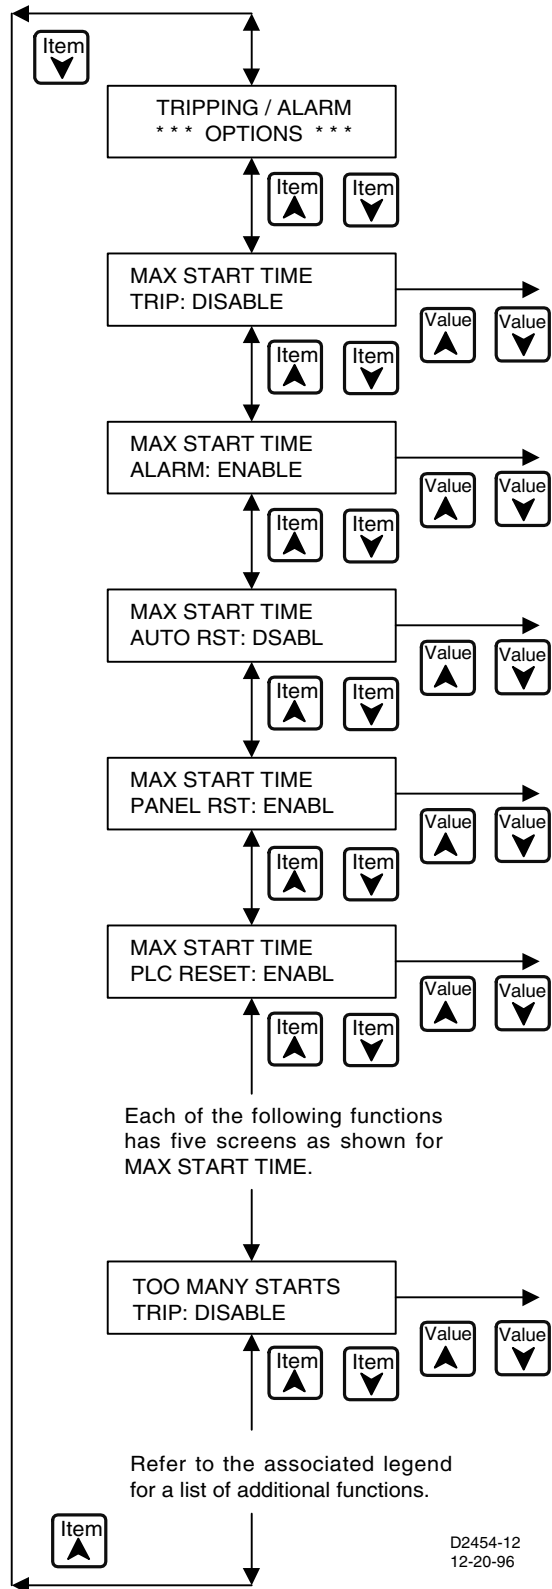 Item
TRIPPING / ALARM
* * * OPTIONS * * *
Item Item
MAX START TIME
TRIP: DISABLE
Value Value
Item Item
MAX START TIME
ALARM: ENABLE
Value Value
Item Item
MAX START TIME
AUTO RST: DSABL
Value Value
Item Item
MAX START TIME
PANEL RST: ENABL
Value Value
Item Item
MAX START TIME
PLC RESET: ENABL
Value Value
Item Item
Each of the following functions
has five screens as shown for
MAX START TIME.
TOO MANY STARTS
TRIP: DISABLE
Value Value
Item Item
Refer to the associated legend
for a list of additional functions.
Item
D2454-12
12-20-96